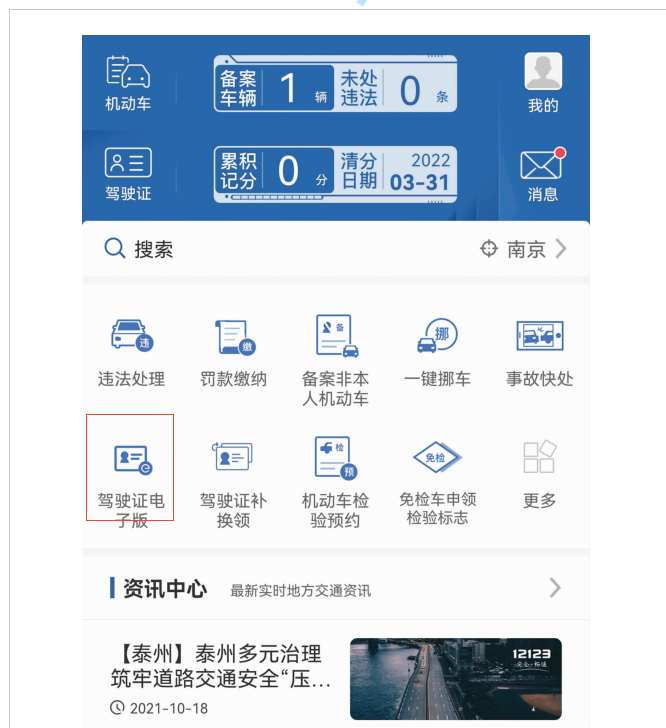 机动车
备案车辆 1 辆
未处违法 0 条
我的
驾驶证
累积记分 0 分
清分日期 2022 03-31
消息
搜索
南京
违
缴
备
挪
违法处理
罚款缴纳
备案非本人机动车
一键挪车
事故快处
检
预
免检
驾驶证电子版
驾驶证补换领
机动车检验预约
免检车申领检验标志
更多
资讯中心 最新实时地方交通资讯
【泰州】泰州多元治理
筑牢道路交通安全“压...
2021-10-18
12123
安全·畅通